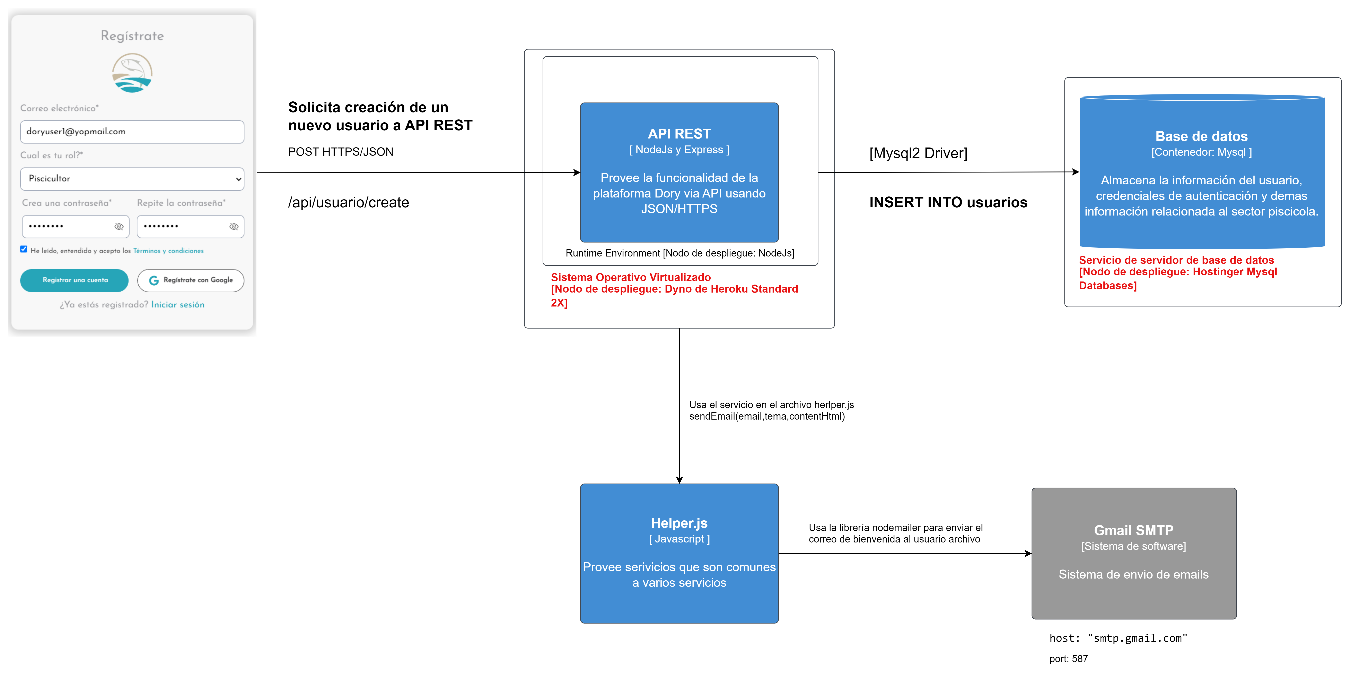 Regístrate
Correo electrónico*
doryuser1@yopmail.com
Cual es tu rol?*
Piscicultor
Crea una contraseña*
Repite la contraseña*
••••••••
••••••••
He leído, entendido y acepto los Términos y condiciones
Registrar una cuenta
Regístrate con Google
¿Ya estás registrado? Iniciar sesión
Solicita creación de un
nuevo usuario a API REST
POST HTTPS/JSON
/api/usuario/create
API REST
[ NodeJs y Express ]
Provee la funcionalidad de la
plataforma Dory via API usando
JSON/HTTPS
Runtime Environment [Nodo de despliegue: NodeJs]
Sistema Operativo Virtualizado
[Nodo de despliegue: Dyno de Heroku Standard
2X]
[Mysql2 Driver]
INSERT INTO usuarios
Base de datos
[Contenedor: Mysql ]
Almacena la información del usuario,
credenciales de autenticación y demas
información relacionada al sector piscicola.
Servicio de servidor de base de datos
[Nodo de despliegue: Hostinger Mysql
Databases]
Usa el servicio en el archivo herlper.js
sendEmail(email,tema,contentHtml)
Helper.js
[ Javascript ]
Provee serivicios que son comunes
a varios servicios
Usa la libreria nodemailer para enviar el
correo de bienvenida al usuario archivo
Gmail SMTP
[Sistema de software]
Sistema de envio de emails
host: "smtp.gmail.com"
port: 587